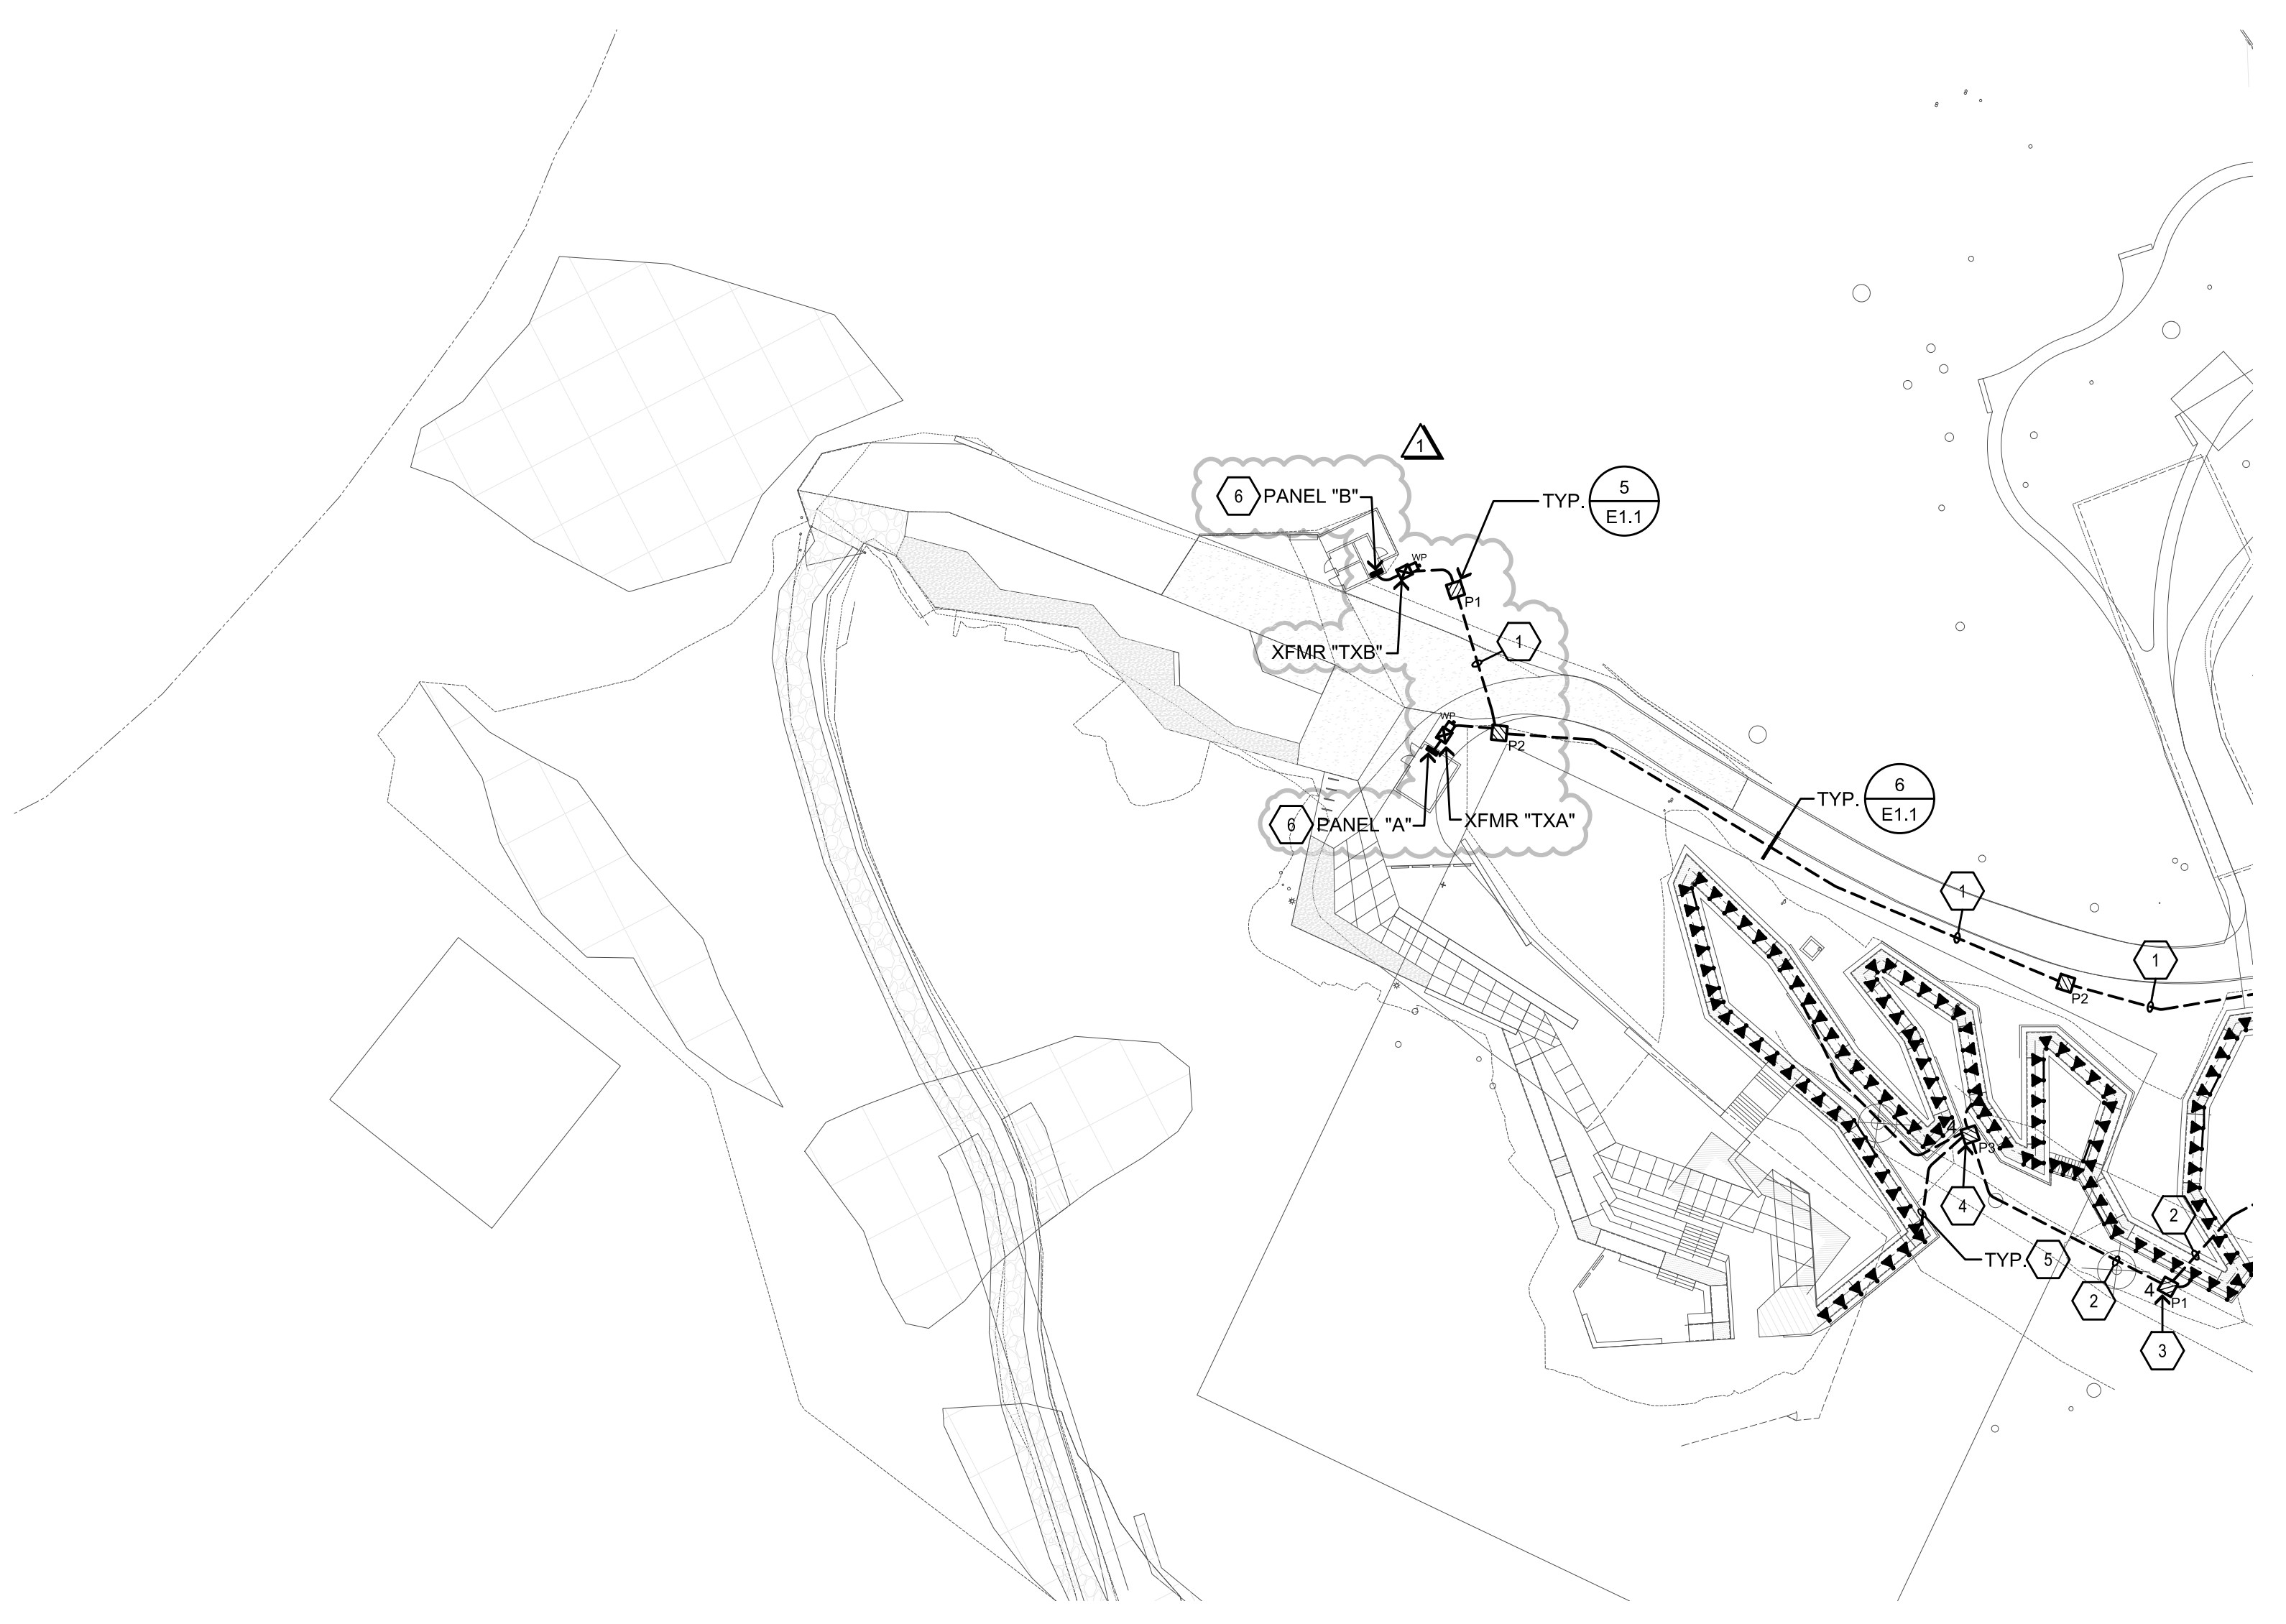 1
6 PANEL "B"
TYP. 5
E1.1
WP
P1
1
XFMR "TXB"
WP
P2
6 PANEL "A"
XFMR "TXA"
TYP. 6
E1.1
1
1
P2
4
P3
4
2
TYP. 5
2
4
P1
3